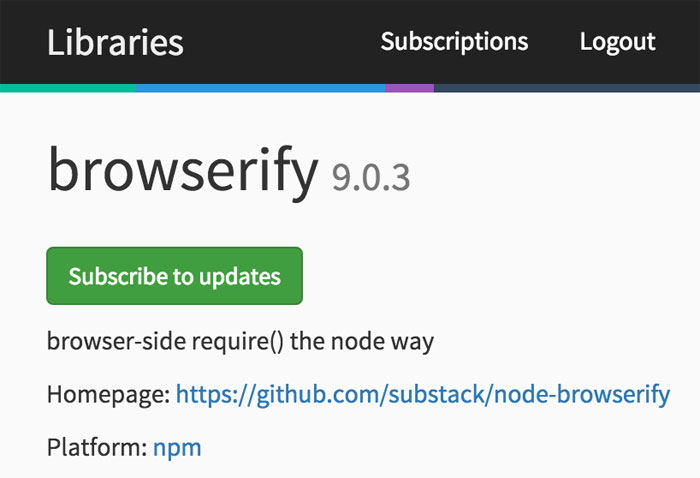 Libraries Subscriptions Logout
browserify 9.0.3
Subscribe to updates
browser-side require() the node way
Homepage: https://github.com/substack/node-browserify
Platform: npm